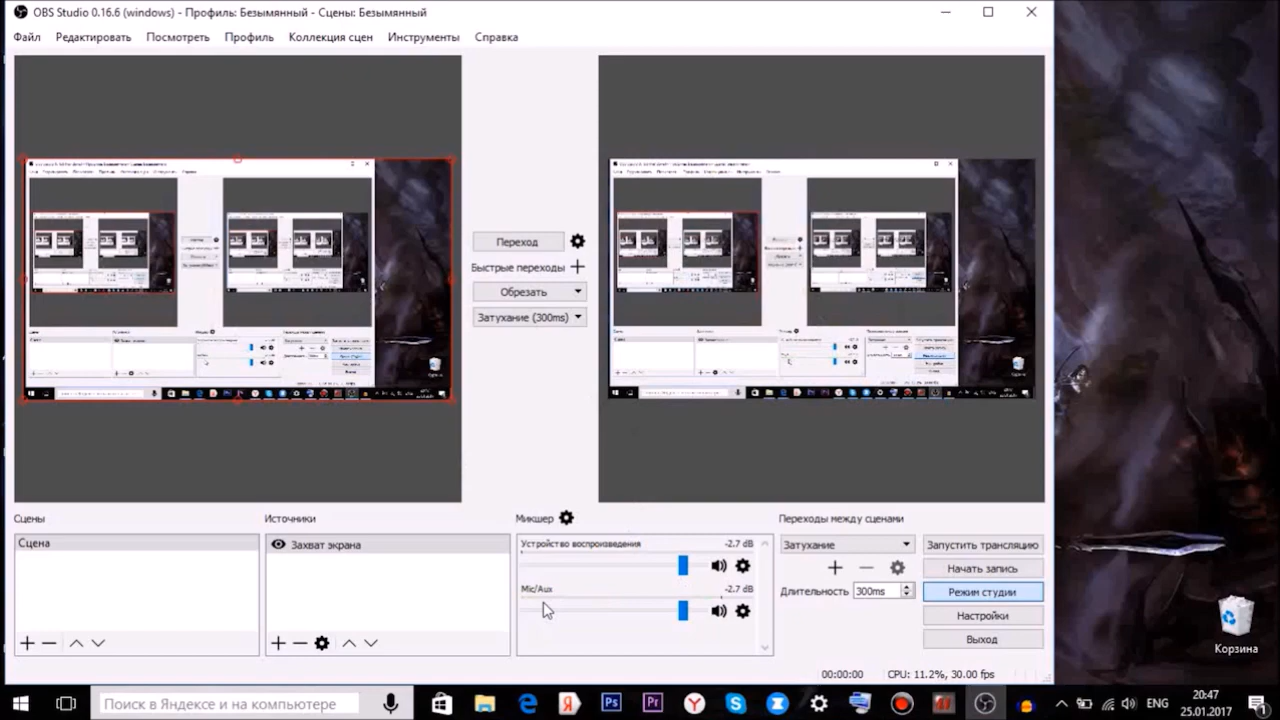 OBS Studio 0.16.6 (windows) - Профиль: Безымянный - Сцены: Безымянный
Файл Редактировать Посмотреть Профиль Коллекция сцен Инструменты Справка
Переход
Быстрые переходы
Обрезать
Затухание (300ms)
Сцены
Сцена
Источники
Захват экрана
Микшер
Устройство воспроизведения -2.7 dB
Mic/Aux -2.7 dB
Переходы между сценами
Затухание
Длительность 300ms
Запустить трансляцию
Начать запись
Режим студии
Настройки
Выход
00:00:00 CPU: 11.2%, 30.00 fps
Корзина
Поиск в Яндексе и на компьютере
Я
Ps
Pr
Y
S
Z
ENG
20:47
25.01.2017
1